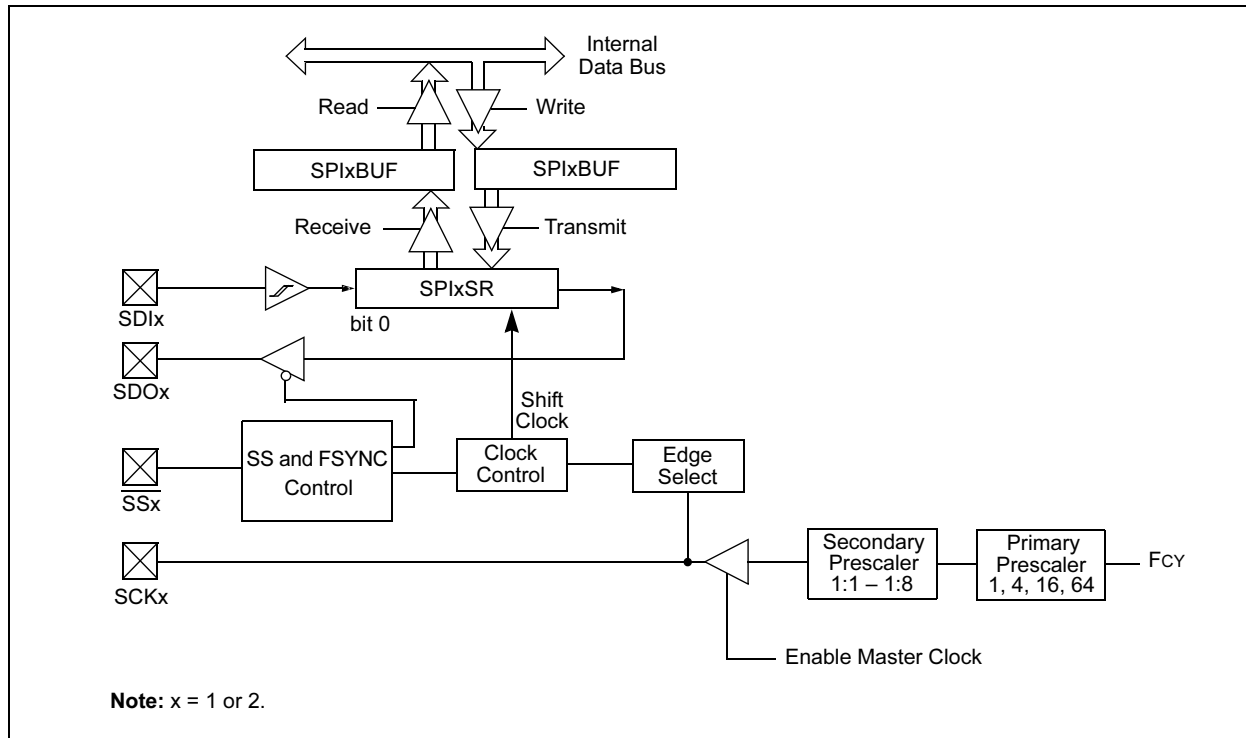 Internal
Data Bus
Read
Write
SPIxBUF
SPIxBUF
Receive
Transmit
SDIx
SPIxSR
bit 0
SDOx
Shift
Clock
SS and FSYNC
Control
Clock
Control
Edge
Select
SSx
SCKx
Secondary
Prescaler
1:1 – 1:8
Primary
Prescaler
1, 4, 16, 64
FCY
Enable Master Clock
Note: x = 1 or 2.